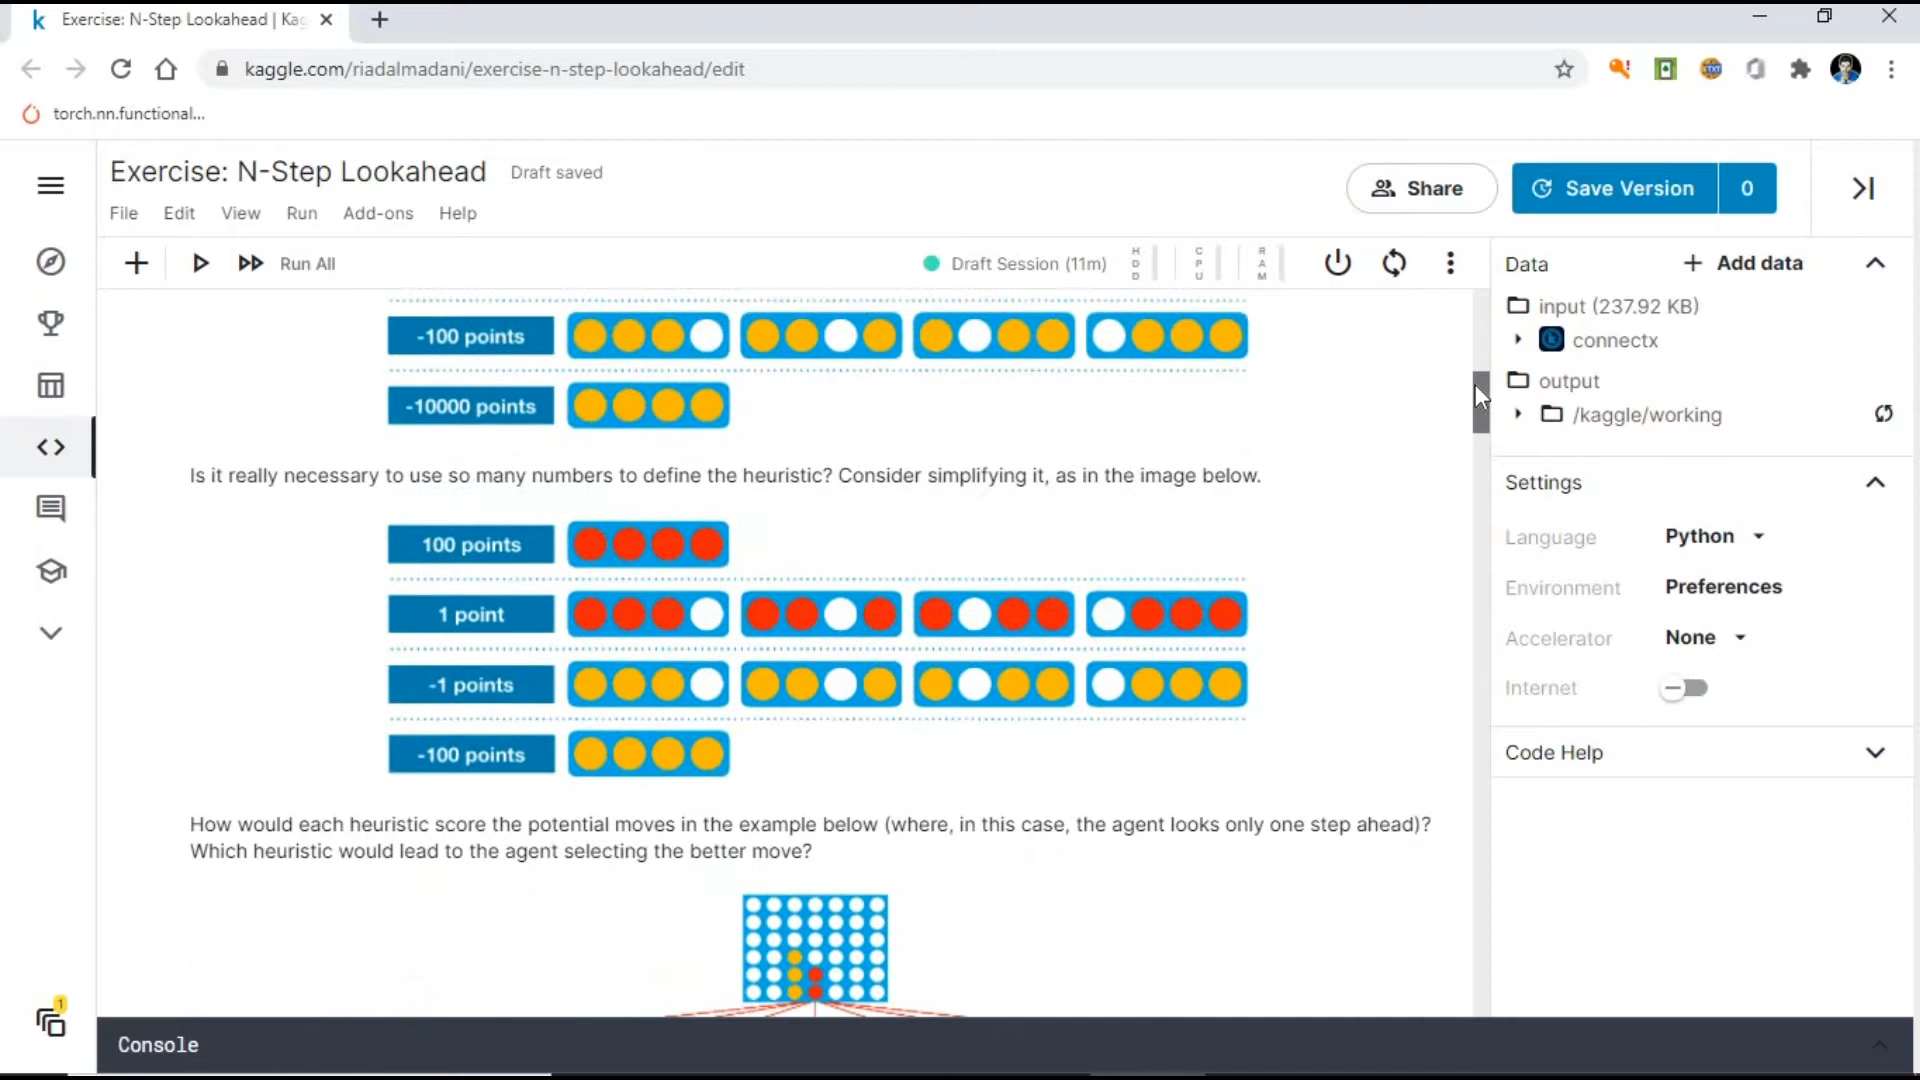 Exercise: N-Step Lookahead | Kag
kaggle.com/riadalmadani/exercise-n-step-lookahead/edit
TXT
torch.nn.functional...
Exercise: N-Step Lookahead Draft saved
Share
Save Version 0
File Edit View Run Add-ons Help
Run All
Draft Session (11m)
HDD
CPU
RAM
-100 points
-10000 points
Is it really necessary to use so many numbers to define the heuristic? Consider simplifying it, as in the image below.
100 points
1 point
-1 points
-100 points
How would each heuristic score the potential moves in the example below (where, in this case, the agent looks only one step ahead)?
Which heuristic would lead to the agent selecting the better move?
Data + Add data
input (237.92 KB)
connectx
output
/kaggle/working
Settings
Language Python
Environment Preferences
Accelerator None
Internet
Code Help
1
Console